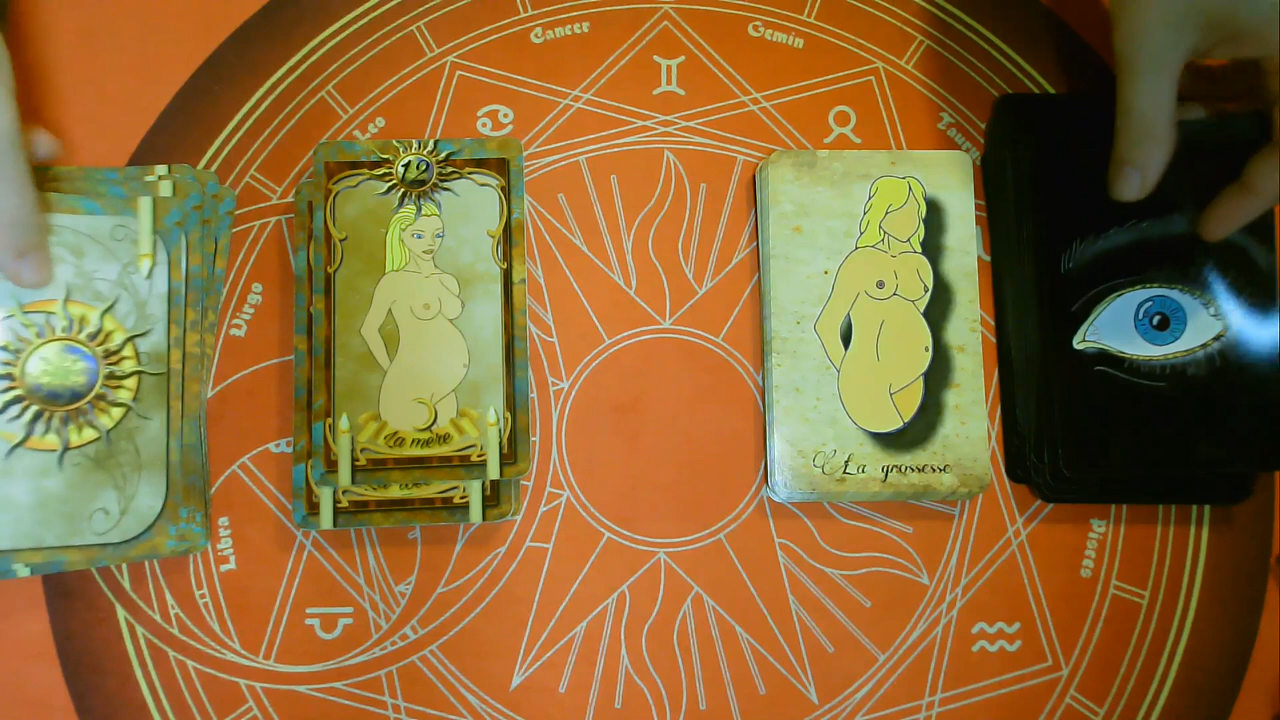 Cancer
Gemin
Leo
Taurus
12
Virgo
La mère
La grossesse
Libra
Pisces